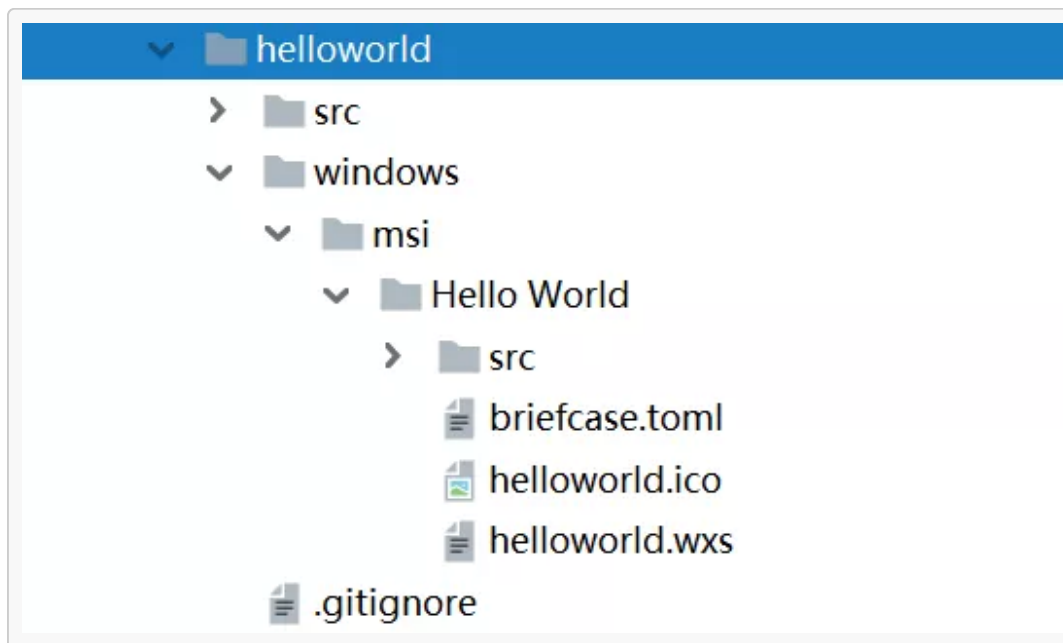 helloworld
src
windows
msi
Hello World
src
briefcase.toml
helloworld.ico
helloworld.wxs
.gitignore